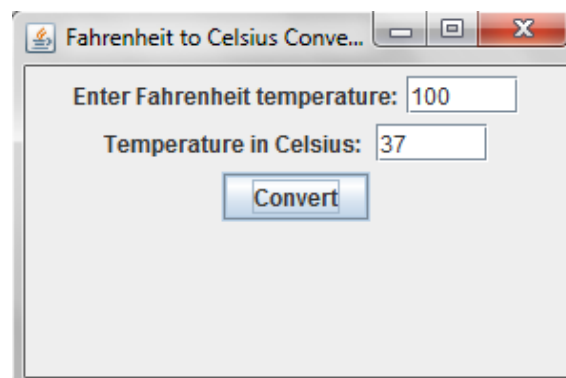 Fahrenheit to Celsius Conve...
Enter Fahrenheit temperature: 100
Temperature in Celsius: 37
Convert